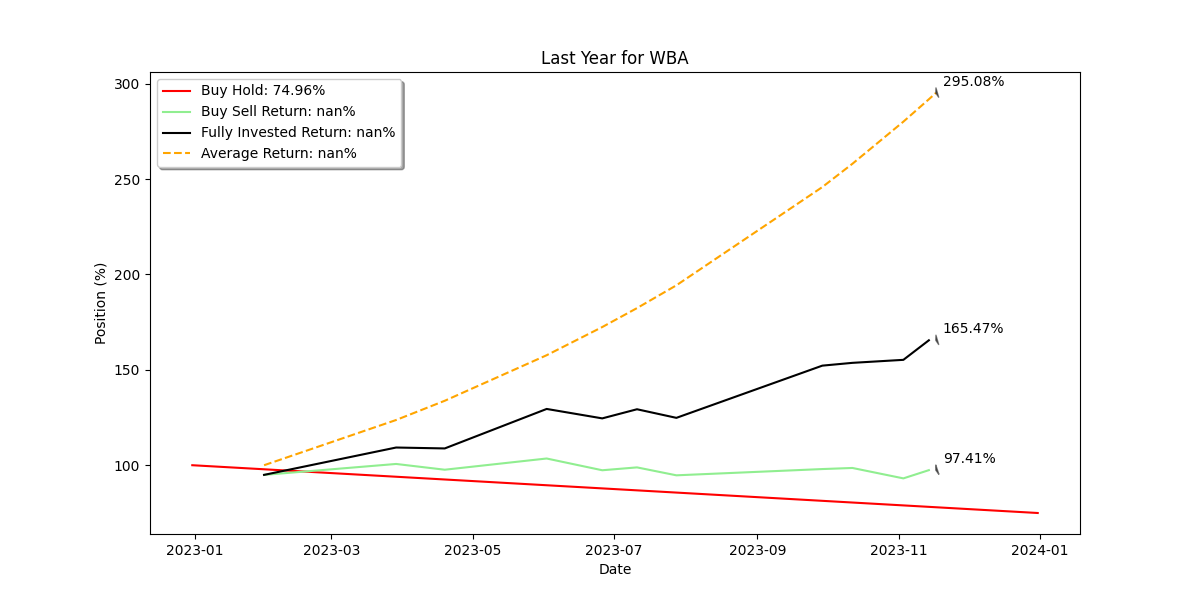 Last Year for WBA
Buy Hold: 74.96%
Buy Sell Return: nan%
Fully Invested Return: nan%
Average Return: nan%
295.08%
165.47%
97.41%
Position (%)
300
250
200
150
100
2023-01
2023-03
2023-05
2023-07
2023-09
2023-11
2024-01
Date